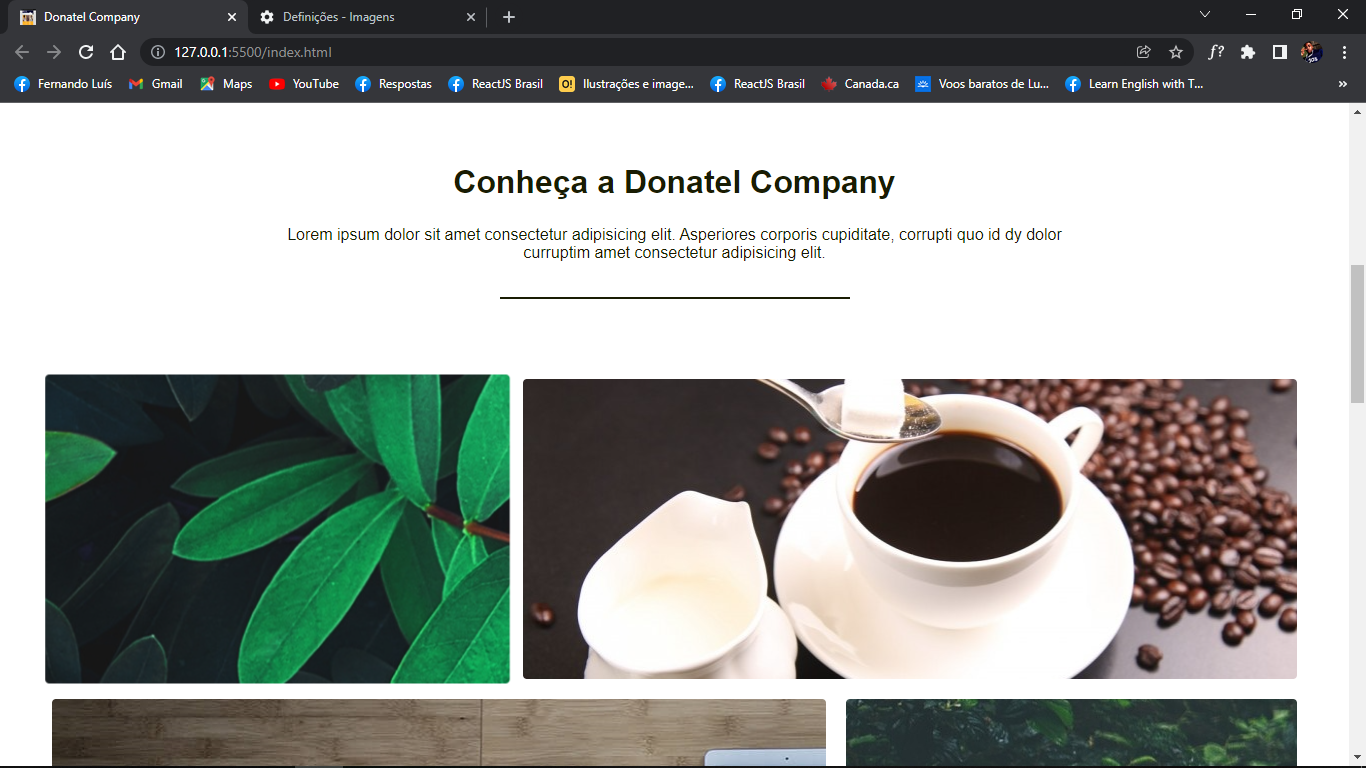 Donatel Company
Definições - Imagens
127.0.0.1:5500/index.html
f?
Fernando Luís
Gmail
Maps
YouTube
Respostas
ReactJS Brasil
O! Ilustrações e image...
ReactJS Brasil
Canada.ca
Voos baratos de Lu...
Learn English with T...
»
Conheça a Donatel Company
Lorem ipsum dolor sit amet consectetur adipisicing elit. Asperiores corporis cupiditate, corrupti quo id dy dolor
curruptim amet consectetur adipisicing elit.